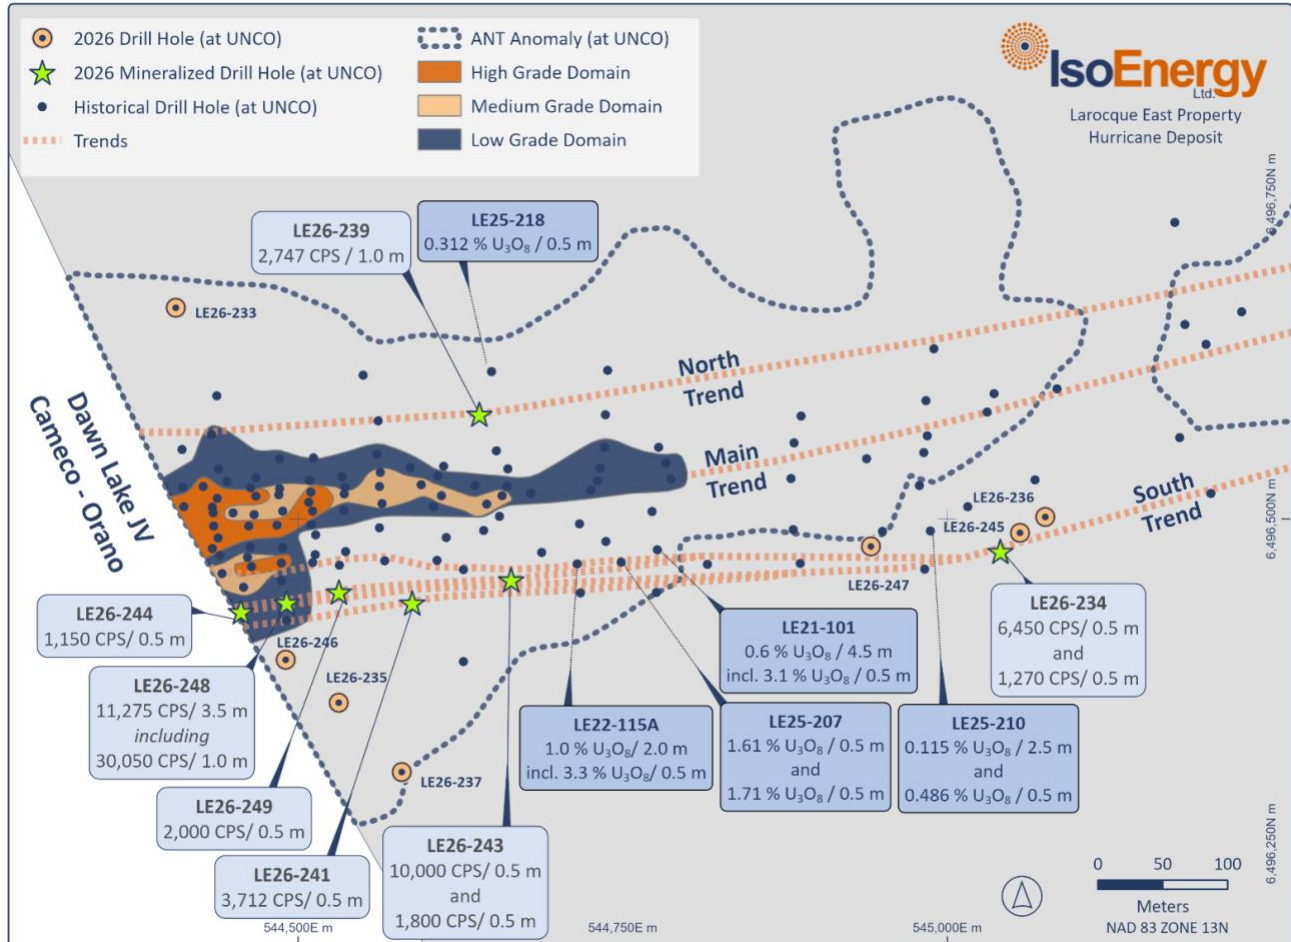 2026 Drill Hole (at UNCO)
2026 Mineralized Drill Hole (at UNCO)
Historical Drill Hole (at UNCO)
Trends
ANT Anomaly (at UNCO)
High Grade Domain
Medium Grade Domain
Low Grade Domain
IsoEnergy
Ltd.
Larocque East Property
Hurricane Deposit
6,496,750N m
LE26-239
2,747 CPS / 1.0 m
LE25-218
0.312 % U₃O₈ / 0.5 m
LE26-233
North
Trend
Dawn Lake JV
Cameco - Orano
Main
Trend
South
Trend
LE26-236
LE26-245
6,496,500N m
LE26-247
LE26-244
1,150 CPS/ 0.5 m
LE26-246
LE26-235
LE26-237
LE26-248
11,275 CPS/ 3.5 m
including
30,050 CPS/ 1.0 m
LE26-249
2,000 CPS/ 0.5 m
LE26-241
3,712 CPS/ 0.5 m
LE26-243
10,000 CPS/ 0.5 m
and
1,800 CPS/ 0.5 m
LE22-115A
1.0 % U₃O₈/ 2.0 m
incl. 3.3 % U₃O₈/ 0.5 m
LE21-101
0.6 % U₃O₈ / 4.5 m
incl. 3.1 % U₃O₈ / 0.5 m
LE25-207
1.61 % U₃O₈ / 0.5 m
and
1.71 % U₃O₈ / 0.5 m
LE25-210
0.115 % U₃O₈ / 2.5 m
and
0.486 % U₃O₈ / 0.5 m
LE26-234
6,450 CPS/ 0.5 m
and
1,270 CPS/ 0.5 m
6,496,250N m
0 50 100
Meters
NAD 83 ZONE 13N
544,500E m
544,750E m
545,000E m